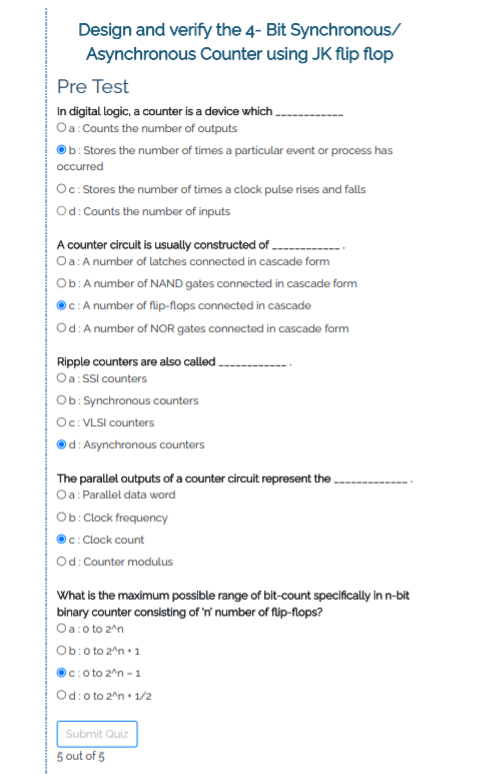 Design and verify the 4- Bit Synchronous/
Asynchronous Counter using JK flip flop
Pre Test
In digital logic, a counter is a device which ____________
a : Counts the number of outputs
b : Stores the number of times a particular event or process has
occurred
c : Stores the number of times a clock pulse rises and falls
d : Counts the number of inputs
A counter circuit is usually constructed of ____________ .
a : A number of latches connected in cascade form
b : A number of NAND gates connected in cascade form
c : A number of flip-flops connected in cascade
d : A number of NOR gates connected in cascade form
Ripple counters are also called ____________ .
a : SSI counters
b : Synchronous counters
c : VLSI counters
d : Asynchronous counters
The parallel outputs of a counter circuit represent the _____________ .
a : Parallel data word
b : Clock frequency
c : Clock count
d : Counter modulus
What is the maximum possible range of bit-count specifically in n-bit
binary counter consisting of 'n' number of flip-flops?
a : 0 to 2^n
b : 0 to 2^n + 1
c : 0 to 2^n - 1
d : 0 to 2^n + 1/2
Submit Quiz
5 out of 5